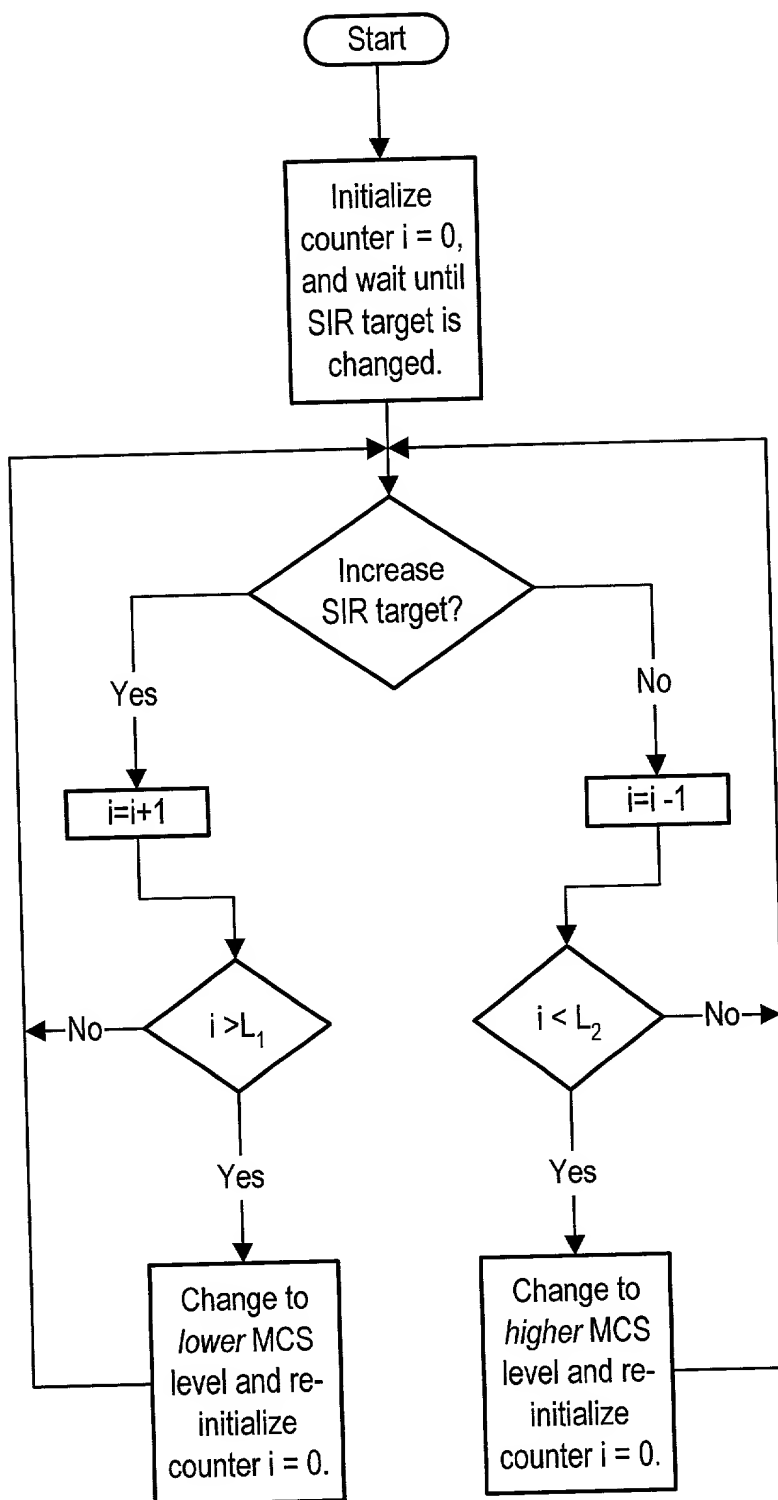 Start
Initialize
counter i = 0,
and wait until
SIR target is
changed.
Increase
SIR target?
Yes
No
i=i+1
i=i -1
i >L₁
No
i < L₂
No
Yes
Yes
Change to
lower MCS
level and re-
initialize
counter i = 0.
Change to
higher MCS
level and re-
initialize
counter i = 0.